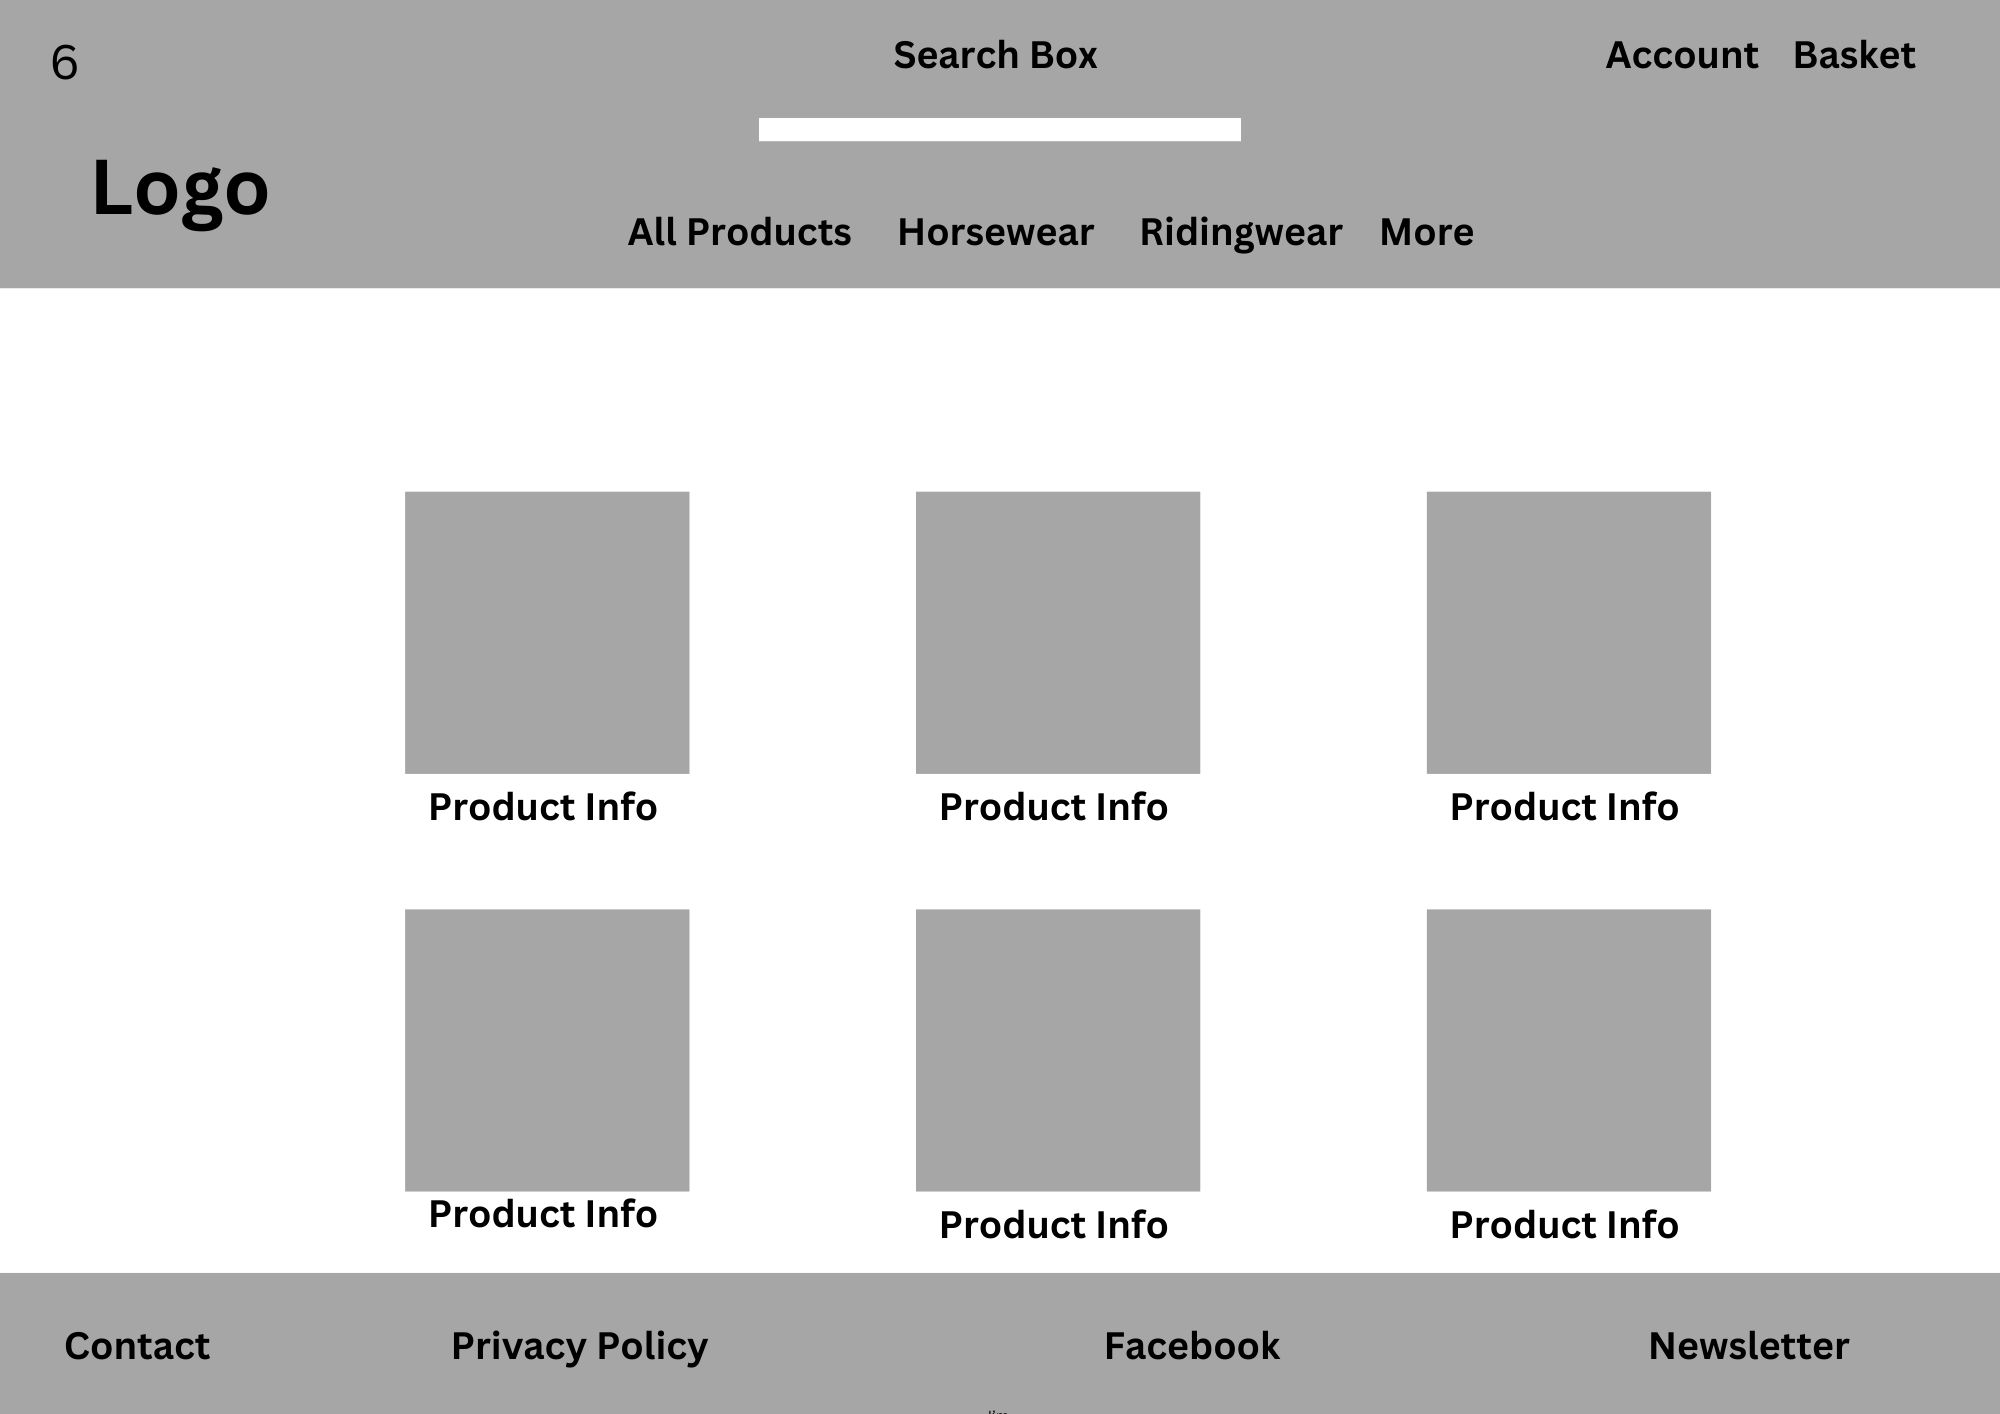 6
Search Box
Account Basket
Logo
All Products Horsewear Ridingwear More
Product Info Product Info Product Info
Product Info Product Info Product Info
Contact Privacy Policy Facebook Newsletter